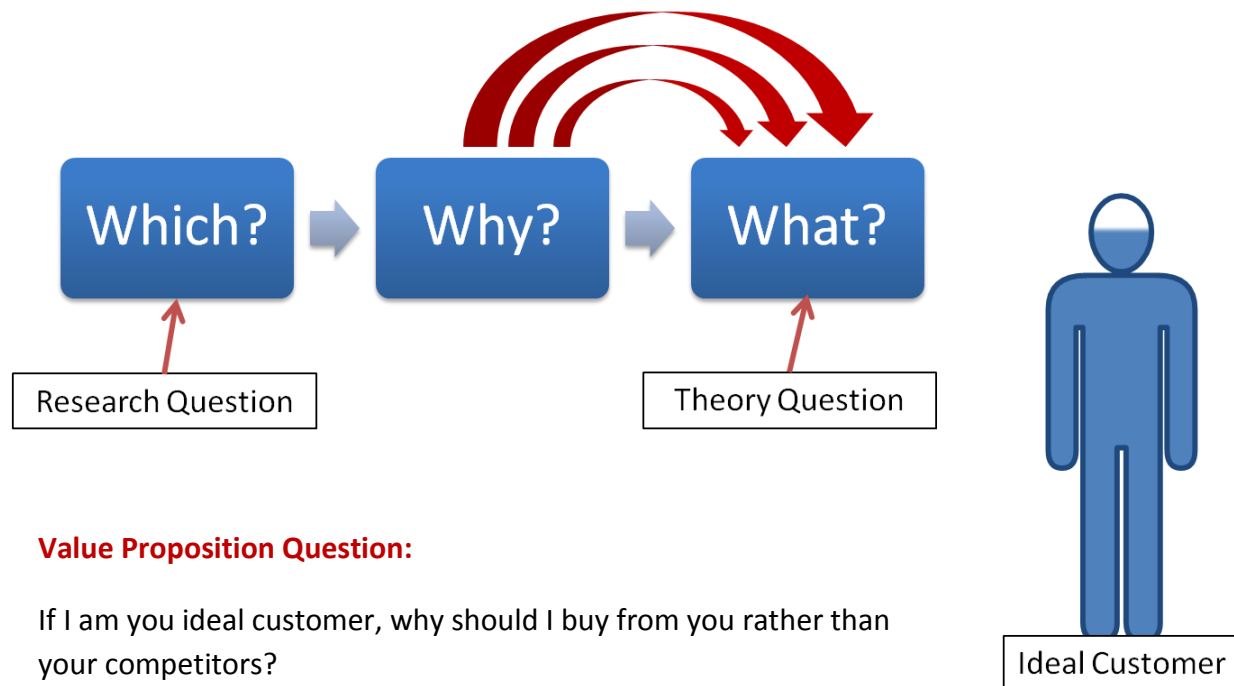 Which?
Why?
What?
Research Question
Theory Question
Value Proposition Question:
If I am you ideal customer, why should I buy from you rather than
your competitors?
Ideal Customer